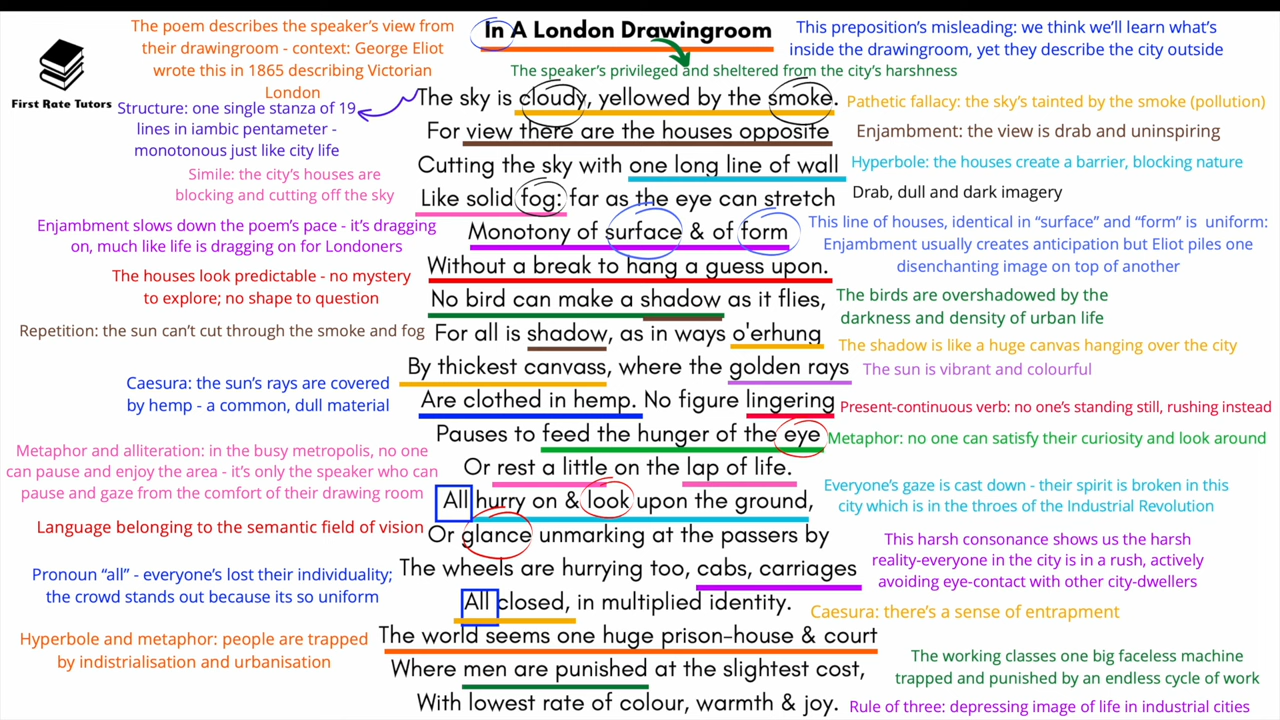 In A London Drawingroom
The poem describes the speaker's view from
their drawingroom - context: George Eliot
wrote this in 1865 describing Victorian
London
This preposition's misleading: we think we'll learn what's
inside the drawingroom, yet they describe the city outside
The speaker's privileged and sheltered from the city's harshness
First Rate Tutors
Structure: one single stanza of 19
lines in iambic pentameter -
monotonous just like city life
The sky is cloudy, yellowed by the smoke.
Pathetic fallacy: the sky's tainted by the smoke (pollution)
For view there are the houses opposite
Enjambment: the view is drab and uninspiring
Cutting the sky with one long line of wall
Hyperbole: the houses create a barrier, blocking nature
Simile: the city's houses are
blocking and cutting off the sky
Like solid fog: far as the eye can stretch
Drab, dull and dark imagery
Enjambment slows down the poem's pace - it's dragging
on, much like life is dragging on for Londoners
Monotony of surface & of form
This line of houses, identical in "surface" and "form" is uniform:
Enjambment usually creates anticipation but Eliot piles one
disenchanting image on top of another
The houses look predictable - no mystery
to explore; no shape to question
Without a break to hang a guess upon.
No bird can make a shadow as it flies,
The birds are overshadowed by the
darkness and density of urban life
Repetition: the sun can't cut through the smoke and fog
For all is shadow, as in ways o'erhung
The shadow is like a huge canvas hanging over the city
By thickest canvass, where the golden rays
The sun is vibrant and colourful
Caesura: the sun's rays are covered
by hemp - a common, dull material
Are clothed in hemp. No figure lingering
Present-continuous verb: no one's standing still, rushing instead
Pauses to feed the hunger of the eye
Metaphor: no one can satisfy their curiosity and look around
Metaphor and alliteration: in the busy metropolis, no one
can pause and enjoy the area - it's only the speaker who can
pause and gaze from the comfort of their drawing room
Or rest a little on the lap of life.
All hurry on & look upon the ground,
Everyone's gaze is cast down - their spirit is broken in this
city which is in the throes of the Industrial Revolution
Language belonging to the semantic field of vision
Or glance unmarking at the passers by
This harsh consonance shows us the harsh
reality-everyone in the city is in a rush, actively
avoiding eye-contact with other city-dwellers
Pronoun "all" - everyone's lost their individuality;
the crowd stands out because its so uniform
The wheels are hurrying too, cabs, carriages
All closed, in multiplied identity.
Caesura: there's a sense of entrapment
Hyperbole and metaphor: people are trapped
by indistrialisation and urbanisation
The world seems one huge prison-house & court
Where men are punished at the slightest cost,
The working classes one big faceless machine
trapped and punished by an endless cycle of work
With lowest rate of colour, warmth & joy.
Rule of three: depressing image of life in industrial cities